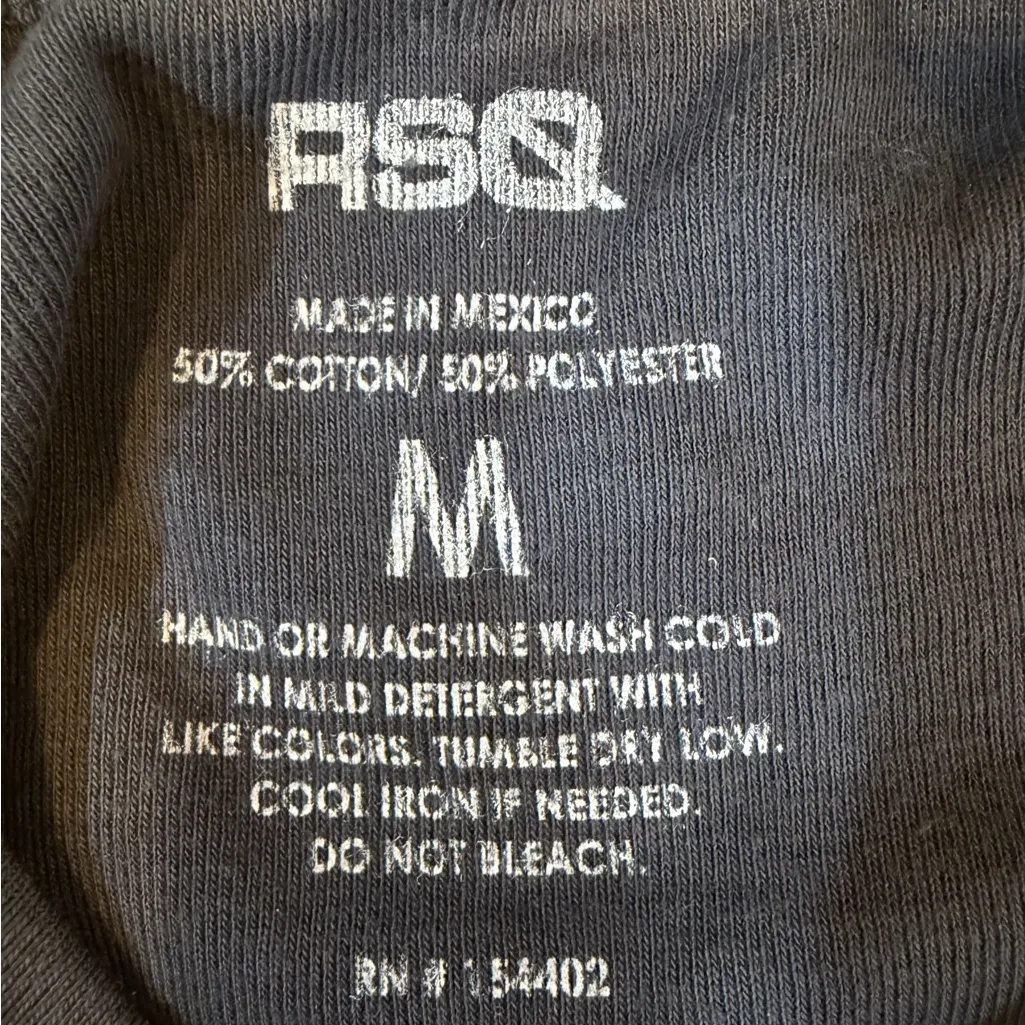 RSQ
MADE IN MEXICO
50% COTTON/ 50% POLYESTER
M
HAND OR MACHINE WASH COLD
IN MILD DETERGENT WITH
LIKE COLORS. TUMBLE DRY LOW.
COOL IRON IF NEEDED.
DO NOT BLEACH.
RN # 154402